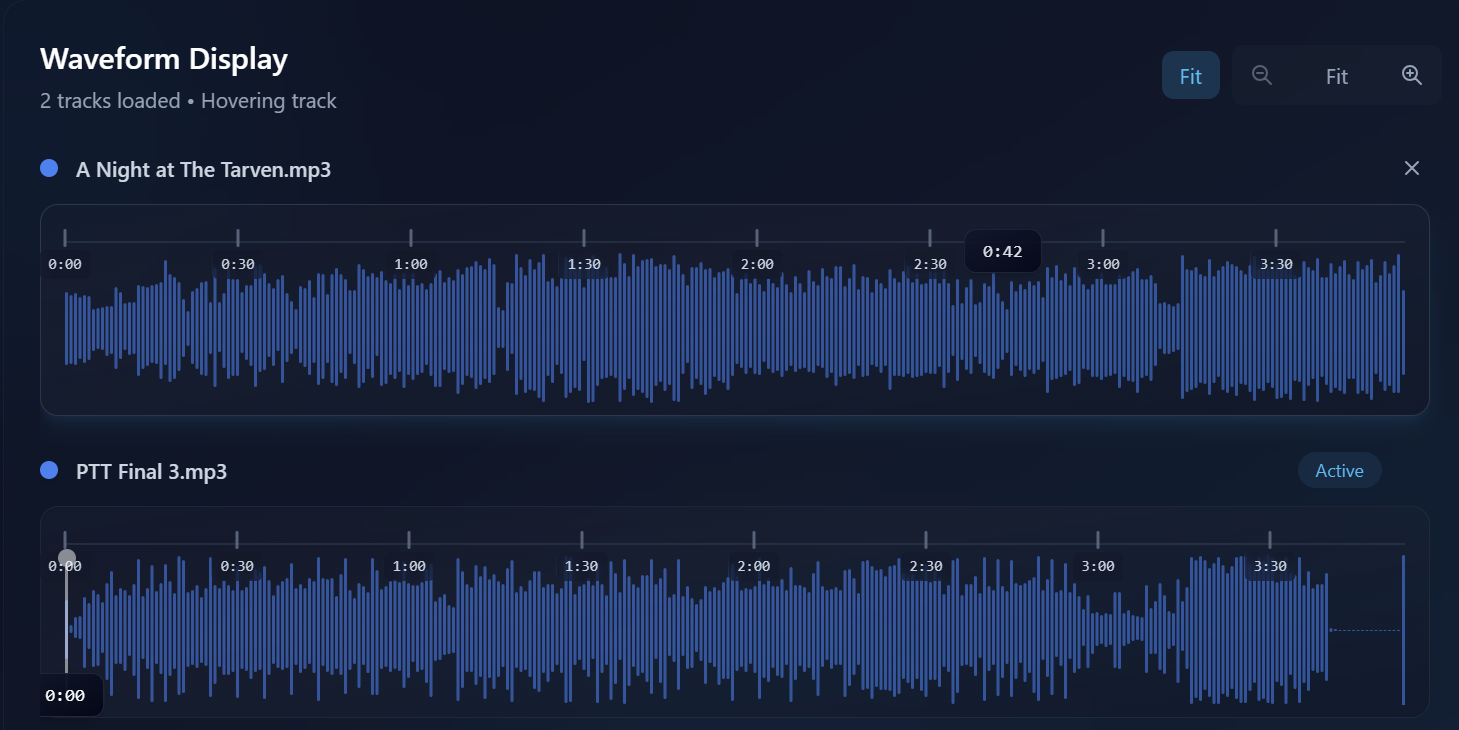 Waveform Display
Fit Fit
2 tracks loaded • Hovering track
A Night at The Tarven.mp3
0:42
0:00 0:30 1:00 1:30 2:00 2:30 3:00 3:30
PTT Final 3.mp3 Active
0:00 0:30 1:00 1:30 2:00 2:30 3:00 3:30
0:00